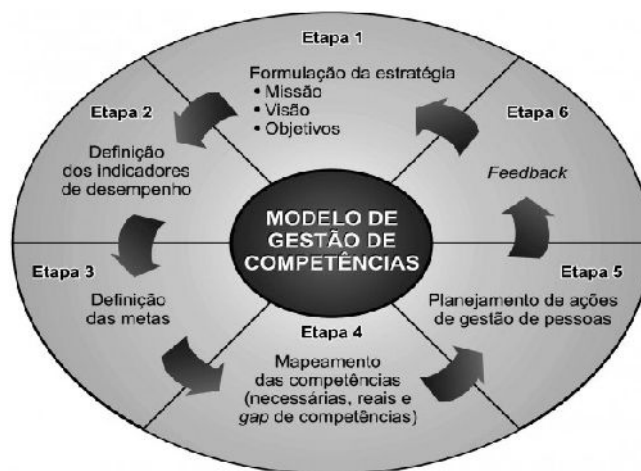 Etapa 1
Formulação da estratégia
• Missão
• Visão
• Objetivos
Etapa 2
Definição
dos indicadores
de desempenho
Etapa 3
Definição
das metas
Etapa 4
Mapeamento
das competências
(necessárias, reais e
gap de competências)
Etapa 5
Planejamento de ações
de gestão de pessoas
Etapa 6
Feedback
MODELO DE
GESTÃO DE
COMPETÊNCIAS